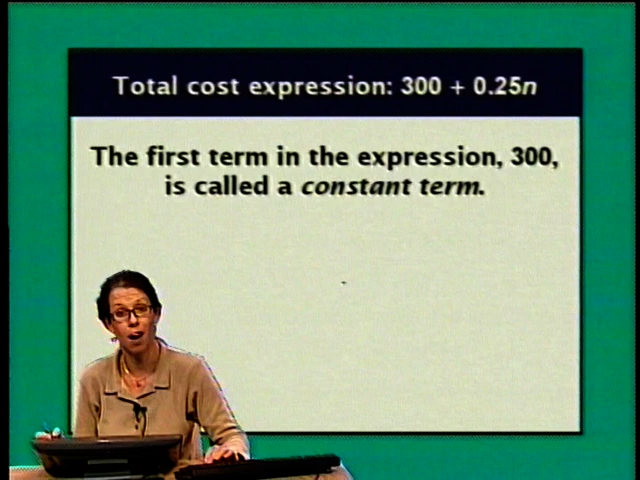 Total cost expression: 300 + 0.25n
The first term in the expression, 300,
is called a constant term.